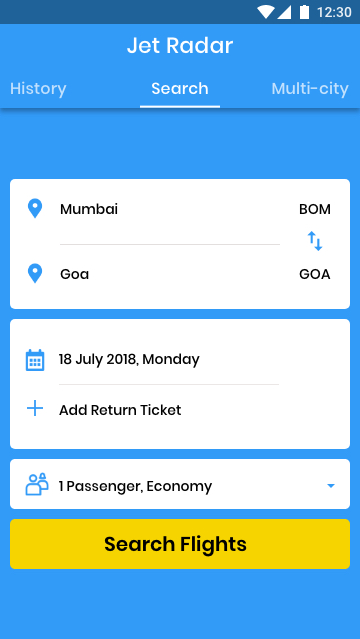 12:30
Jet Radar
History Search Multi-city
Mumbai BOM
Goa GOA
18 July 2018, Monday
Add Return Ticket
1 Passenger, Economy
Search Flights